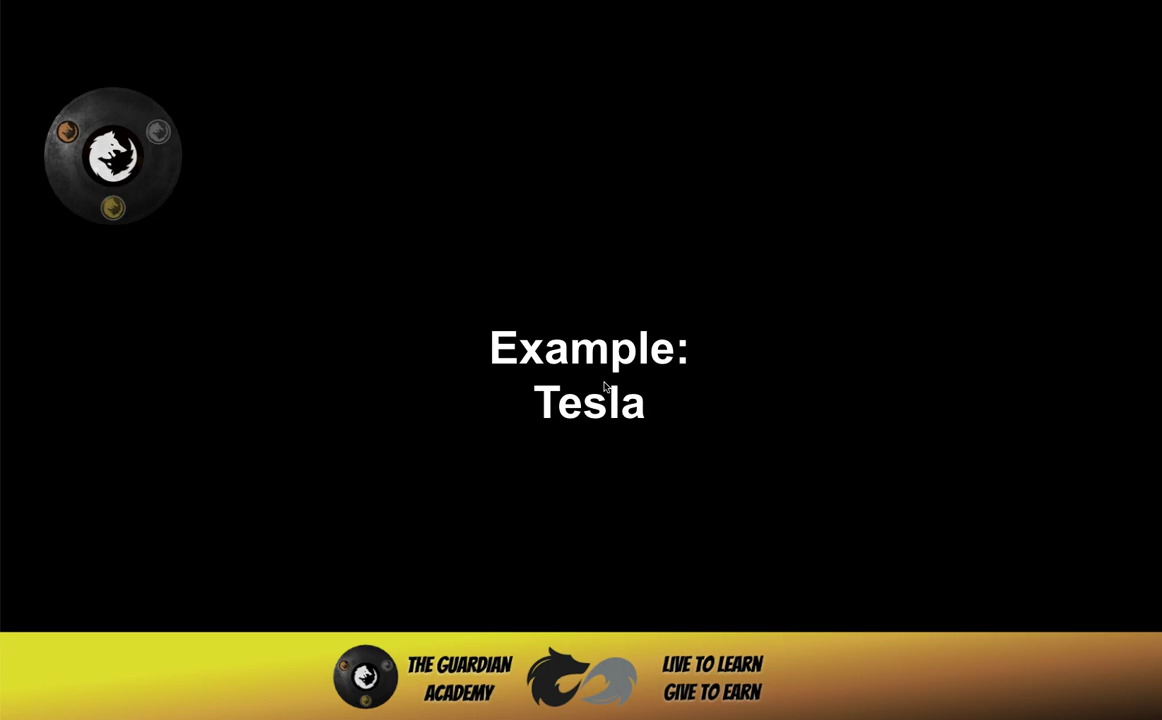 Example:
Tesla
THE GUARDIAN
ACADEMY
LIVE TO LEARN
GIVE TO EARN